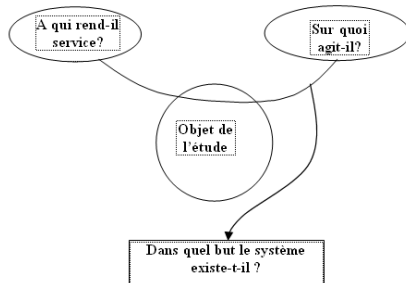 A qui rend-il
service?
Sur quoi
agit-il?
Objet de
l'étude
Dans quel but le système
existe-t-il ?